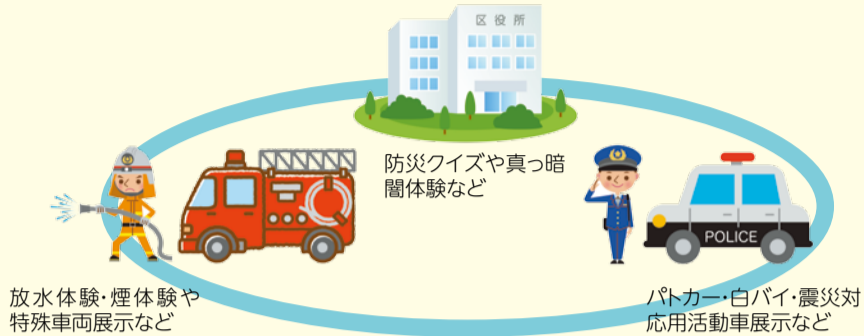 区役所
防災クイズや真っ暗
闇体験など
POLICE
放水体験・煙体験や
特殊車両展示など
パトカー・白バイ・震災対
応用活動車展示など